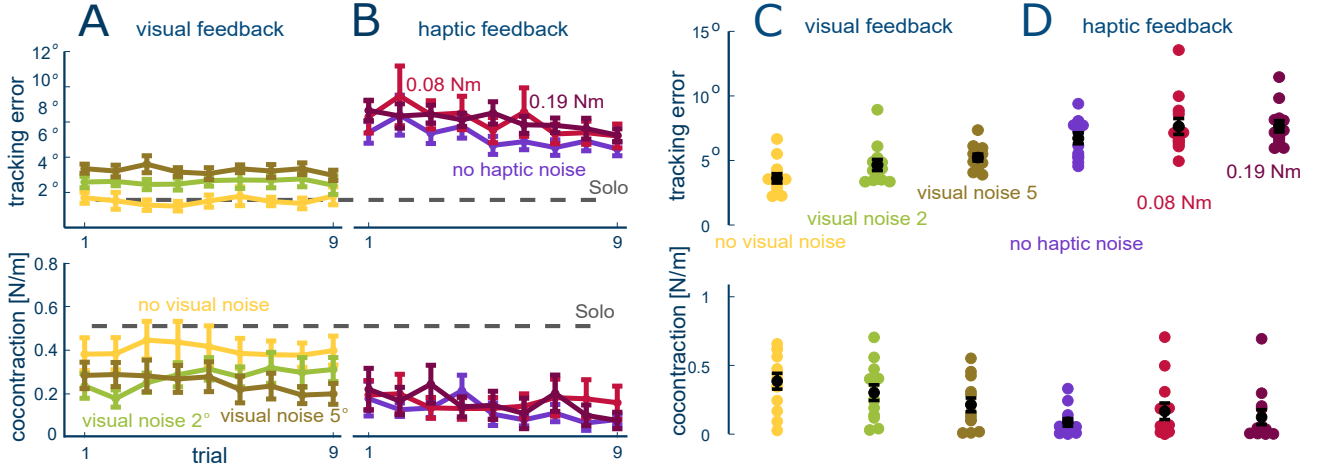 A
visual feedback
B
haptic feedback
C
visual feedback
D
haptic feedback
tracking error
12°
10°
8°
6°
4°
2°
0.08 Nm
0.19 Nm
no haptic noise
Solo
1
9
1
9
tracking error
15°
10°
5°
0
no visual noise
visual noise 2
visual noise 5
no haptic noise
0.08 Nm
0.19 Nm
cocontraction [N/m]
0.8
0.6
0.4
0.2
0
no visual noise
Solo
visual noise 2°
visual noise 5°
1
trial
9
1
9
cocontraction [N/m]
1
0.5
0